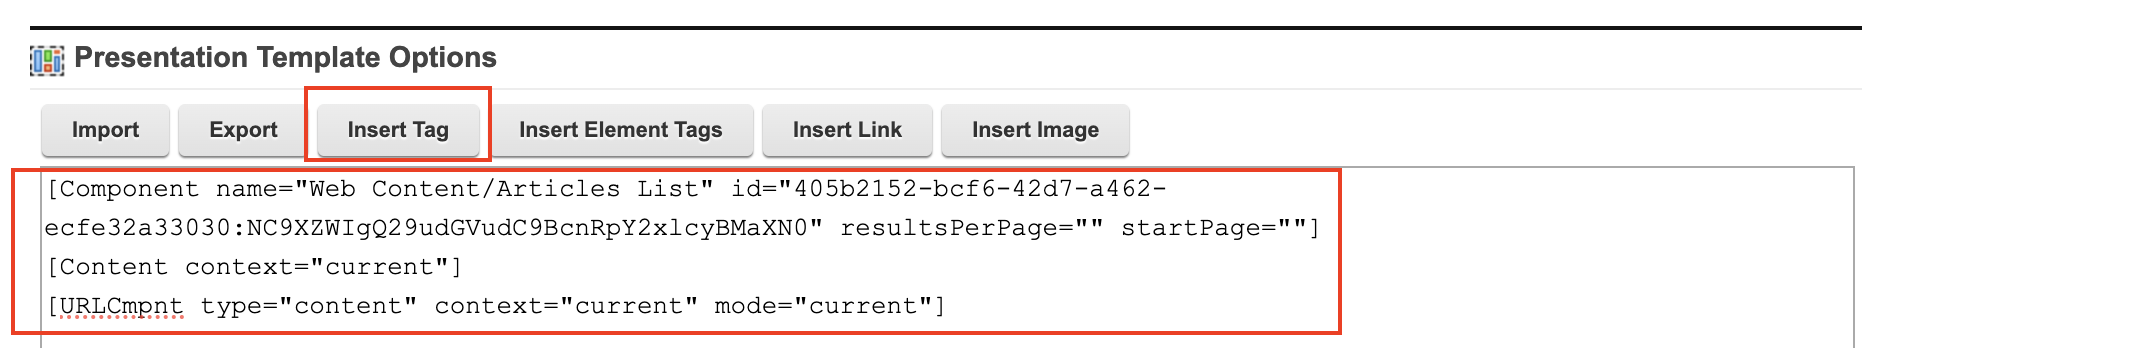 Presentation Template Options
Import Export Insert Tag Insert Element Tags Insert Link Insert Image
[Component name="Web Content/Articles List" id="405b2152-bcf6-42d7-a462-
ecfe32a33030:NC9XZWIgQ29udGVudC9BcnRpY2xlcyBMaXN0" resultsPerPage="" startPage=""]
[Content context="current"]
[URLCmpnt type="content" context="current" mode="current"]